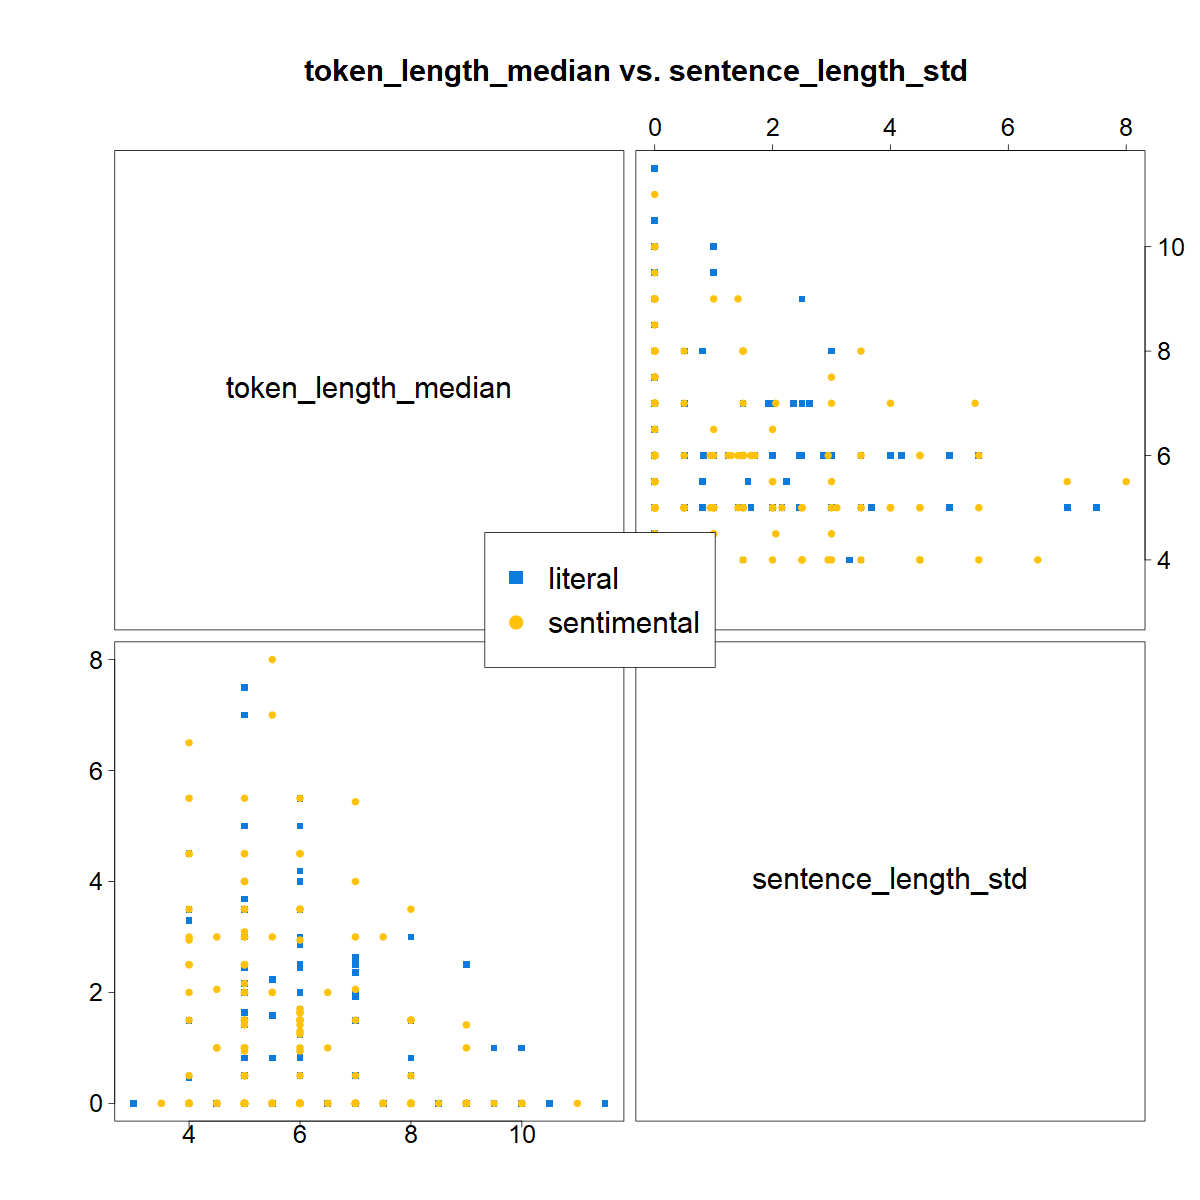 token_length_median vs. sentence_length_std
0 2 4 6 8
token_length_median
10
8
6
4
literal
sentimental
8
6
4
2
0
sentence_length_std
4 6 8 10